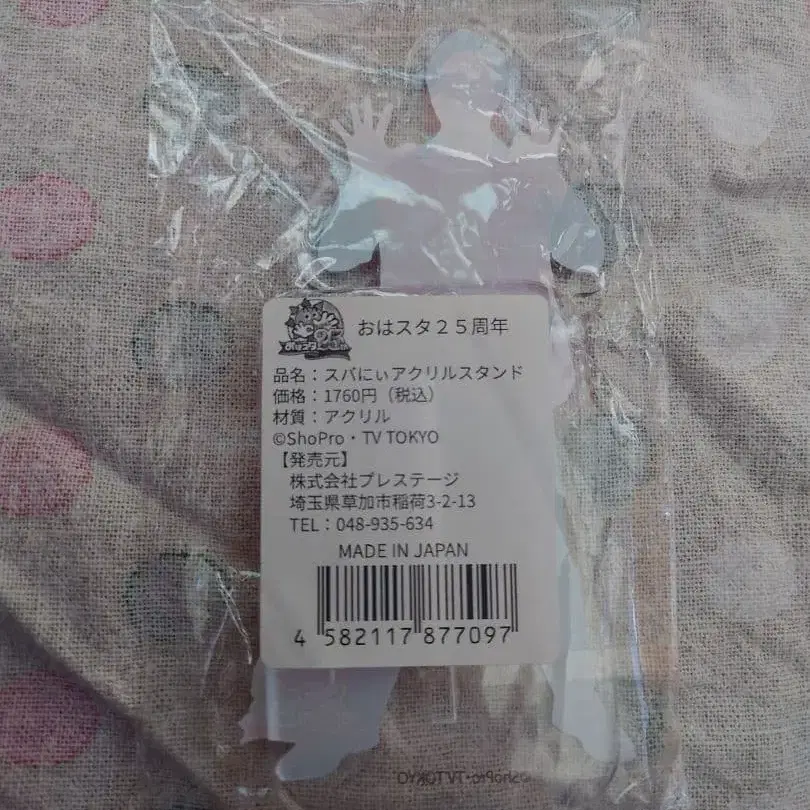 おはスタ25周年
品名：スバにぃアクリルスタンド
価格：1760円（税込）
材質：アクリル
©ShoPro・TV TOKYO
【発売元】
株式会社プレステージ
埼玉県草加市稲荷3-2-13
TEL：048-935-634
MADE IN JAPAN
4 582117 877097
©ShoPro・TV TOKYO